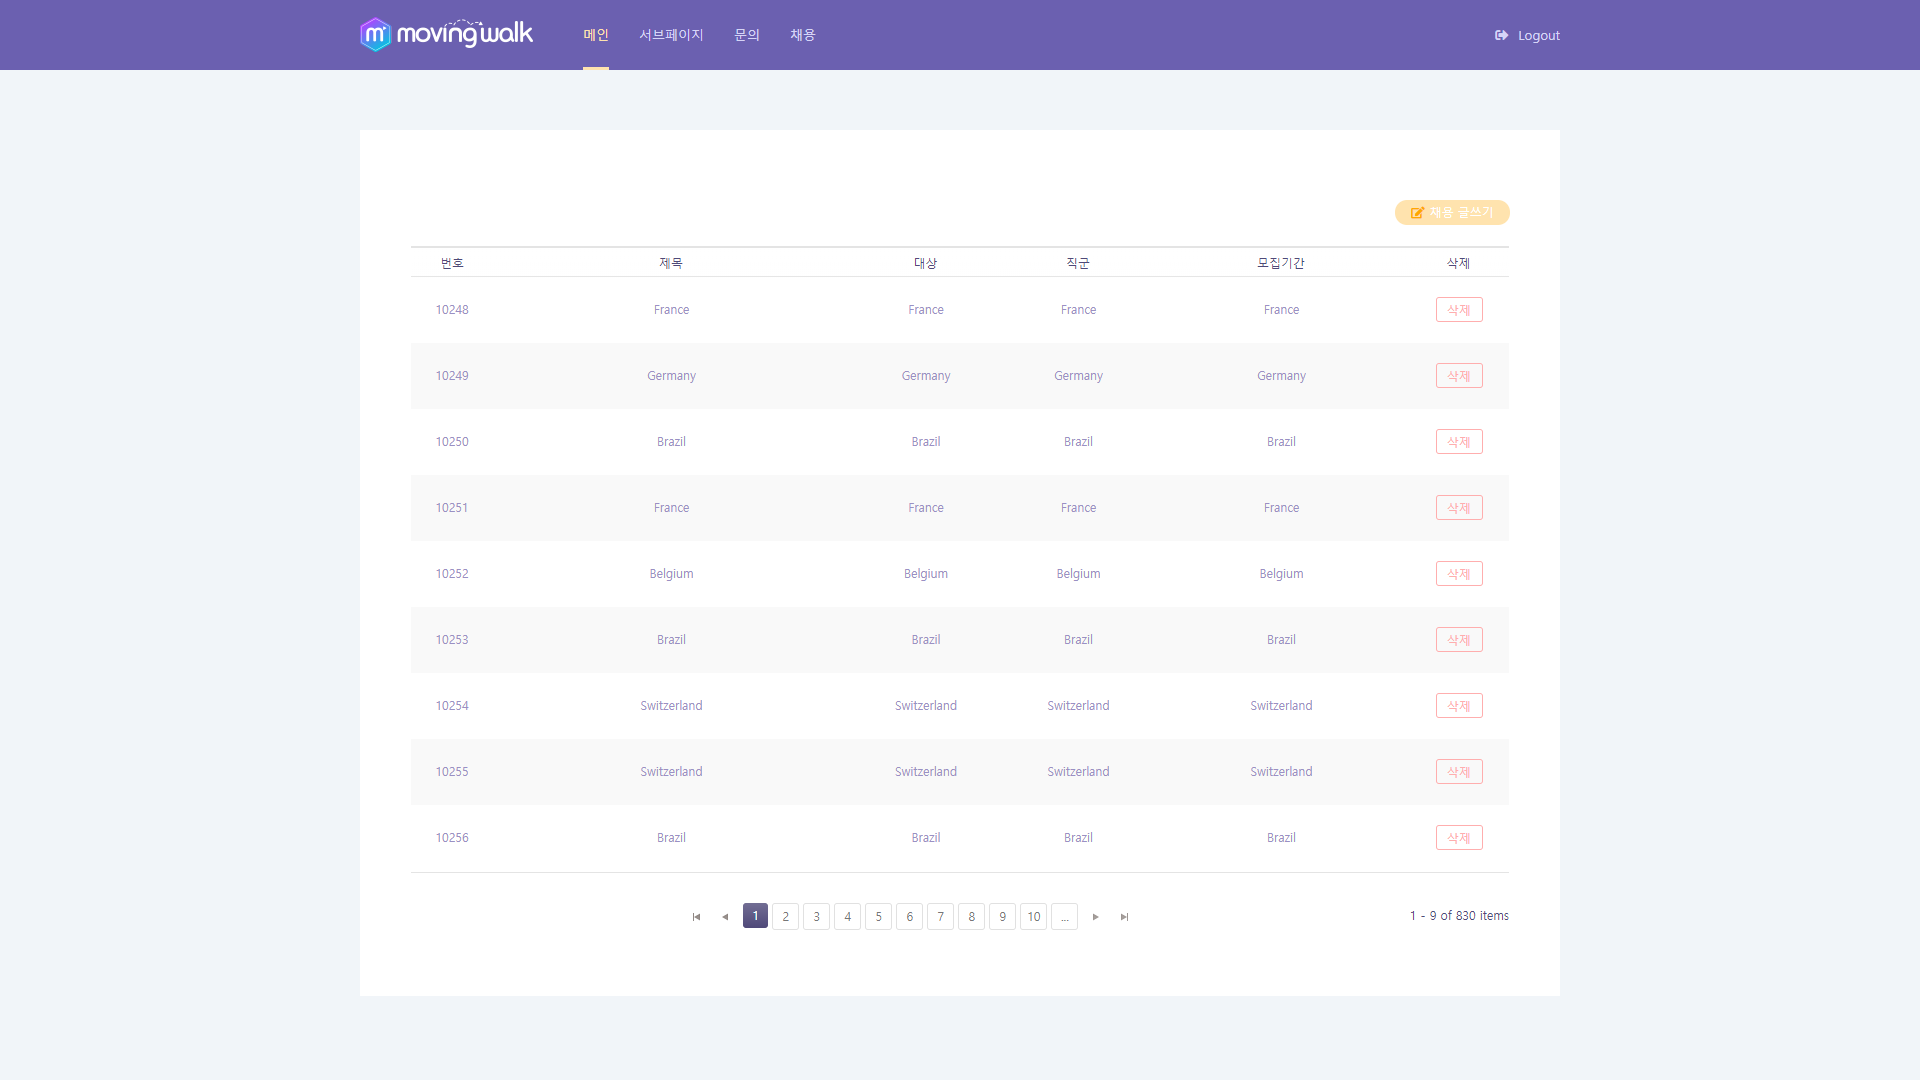 movingwalk 메인 서브페이지 문의 채용 Logout
채용 글쓰기
번호 제목 대상 직군 모집기간 삭제
10248 France France France France 삭제
10249 Germany Germany Germany Germany 삭제
10250 Brazil Brazil Brazil Brazil 삭제
10251 France France France France 삭제
10252 Belgium Belgium Belgium Belgium 삭제
10253 Brazil Brazil Brazil Brazil 삭제
10254 Switzerland Switzerland Switzerland Switzerland 삭제
10255 Switzerland Switzerland Switzerland Switzerland 삭제
10256 Brazil Brazil Brazil Brazil 삭제
1 2 3 4 5 6 7 8 9 10 ... 1 - 9 of 830 items